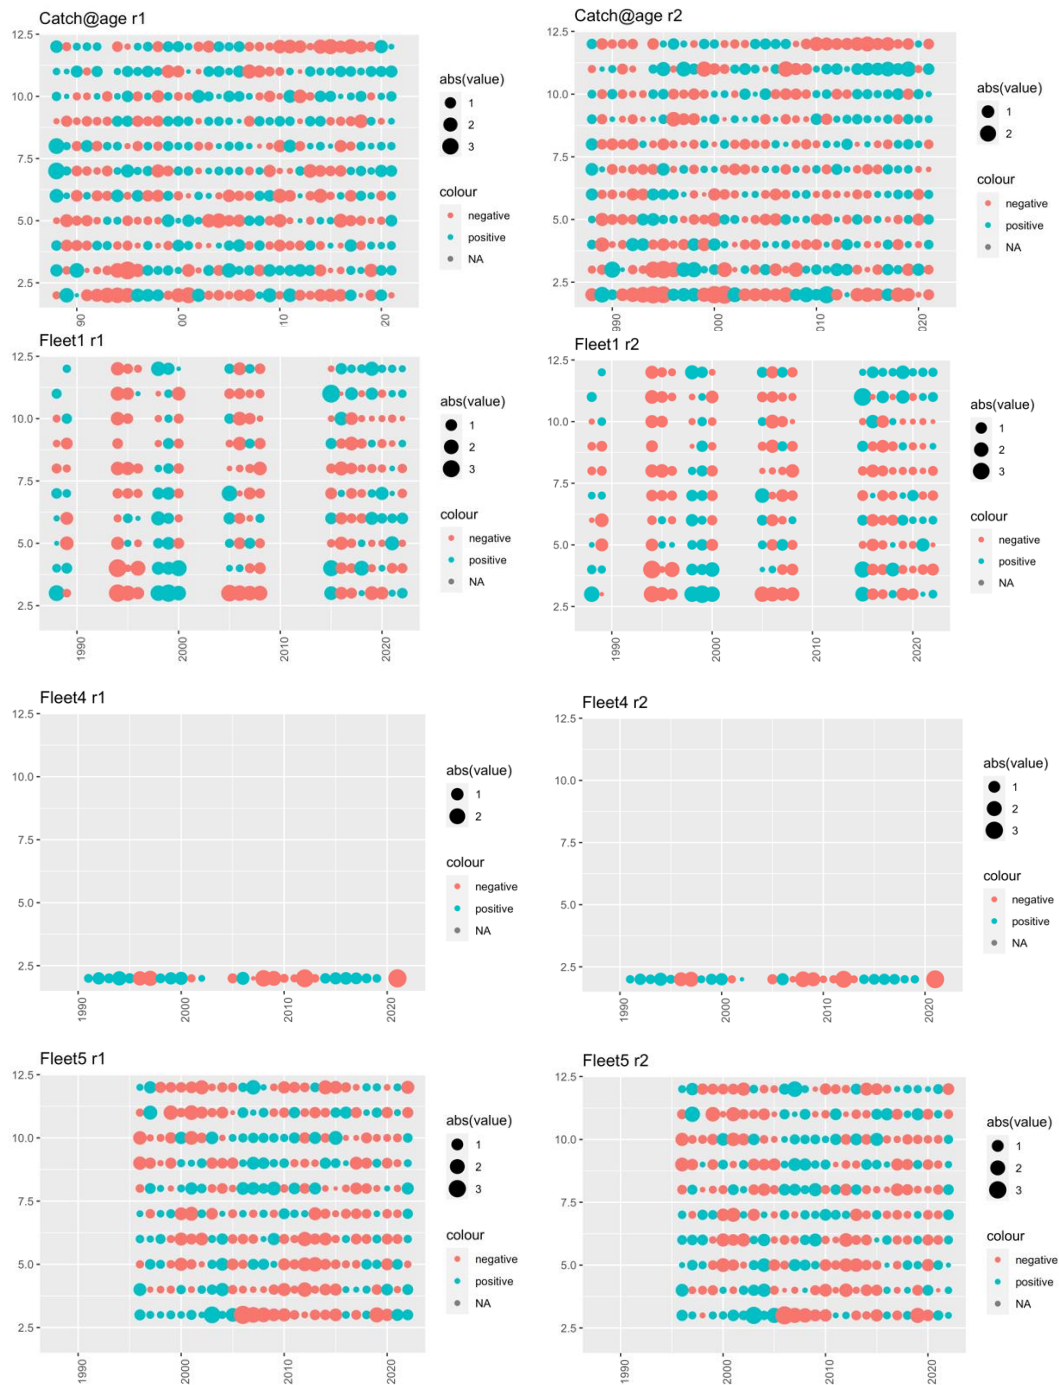 Catch@age r1
12.5
10.0
7.5
5.0
2.5
90
00
10
20
abs(value)
1
2
3
colour
negative
positive
NA
Catch@age r2
12.5
10.0
7.5
5.0
2.5
990
000
010
020
abs(value)
1
2
colour
negative
positive
NA
Fleet1 r1
12.5
10.0
7.5
5.0
2.5
1990
2000
2010
2020
abs(value)
1
2
3
colour
negative
positive
NA
Fleet1 r2
12.5
10.0
7.5
5.0
2.5
1990
2000
2010
2020
abs(value)
1
2
3
colour
negative
positive
NA
Fleet4 r1
12.5
10.0
7.5
5.0
2.5
1990
2000
2010
2020
abs(value)
1
2
colour
negative
positive
NA
Fleet4 r2
12.5
10.0
7.5
5.0
2.5
1990
2000
2010
2020
abs(value)
1
2
3
colour
negative
positive
NA
Fleet5 r1
12.5
10.0
7.5
5.0
2.5
1990
2000
2010
2020
abs(value)
1
2
3
colour
negative
positive
NA
Fleet5 r2
12.5
10.0
7.5
5.0
2.5
1990
2000
2010
2020
abs(value)
1
2
3
colour
negative
positive
NA